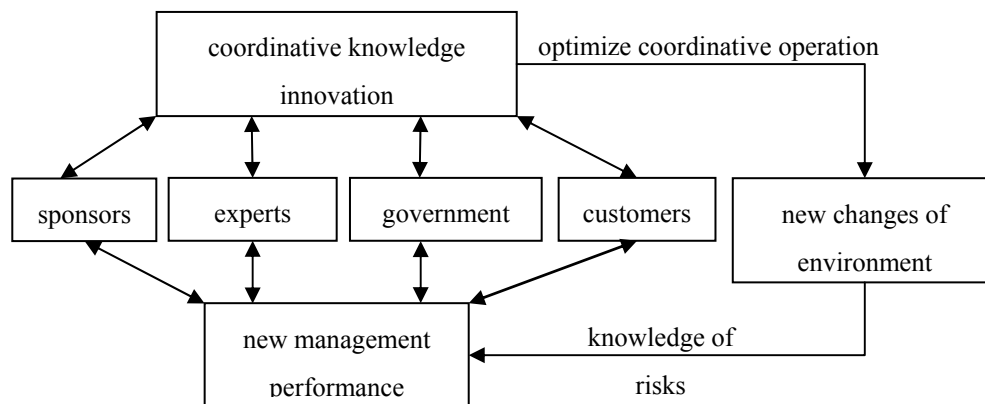 coordinative knowledge
innovation
optimize coordinative operation
sponsors
experts
government
customers
new changes of
environment
new management
performance
knowledge of
risks